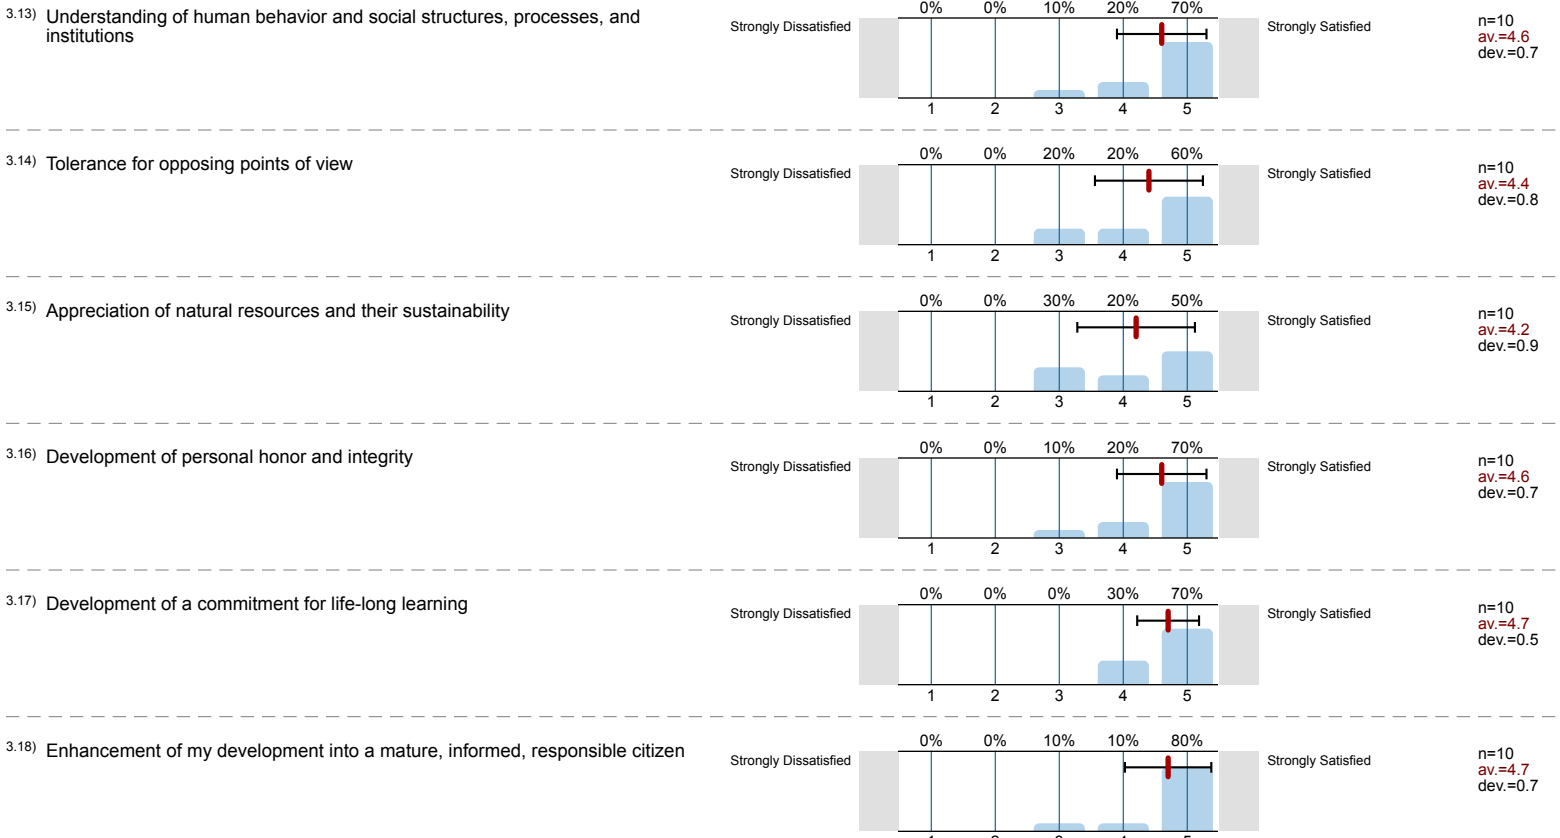 3.13) Understanding of human behavior and social structures, processes, and
institutions
Strongly Dissatisfied
0% 0% 10% 20% 70%
1 2 3 4 5
Strongly Satisfied
n=10
av.=4.6
dev.=0.7
3.14) Tolerance for opposing points of view
Strongly Dissatisfied
0% 0% 20% 20% 60%
1 2 3 4 5
Strongly Satisfied
n=10
av.=4.4
dev.=0.8
3.15) Appreciation of natural resources and their sustainability
Strongly Dissatisfied
0% 0% 30% 20% 50%
1 2 3 4 5
Strongly Satisfied
n=10
av.=4.2
dev.=0.9
3.16) Development of personal honor and integrity
Strongly Dissatisfied
0% 0% 10% 20% 70%
1 2 3 4 5
Strongly Satisfied
n=10
av.=4.6
dev.=0.7
3.17) Development of a commitment for life-long learning
Strongly Dissatisfied
0% 0% 0% 30% 70%
1 2 3 4 5
Strongly Satisfied
n=10
av.=4.7
dev.=0.5
3.18) Enhancement of my development into a mature, informed, responsible citizen
Strongly Dissatisfied
0% 0% 10% 10% 80%
Strongly Satisfied
n=10
av.=4.7
dev.=0.7